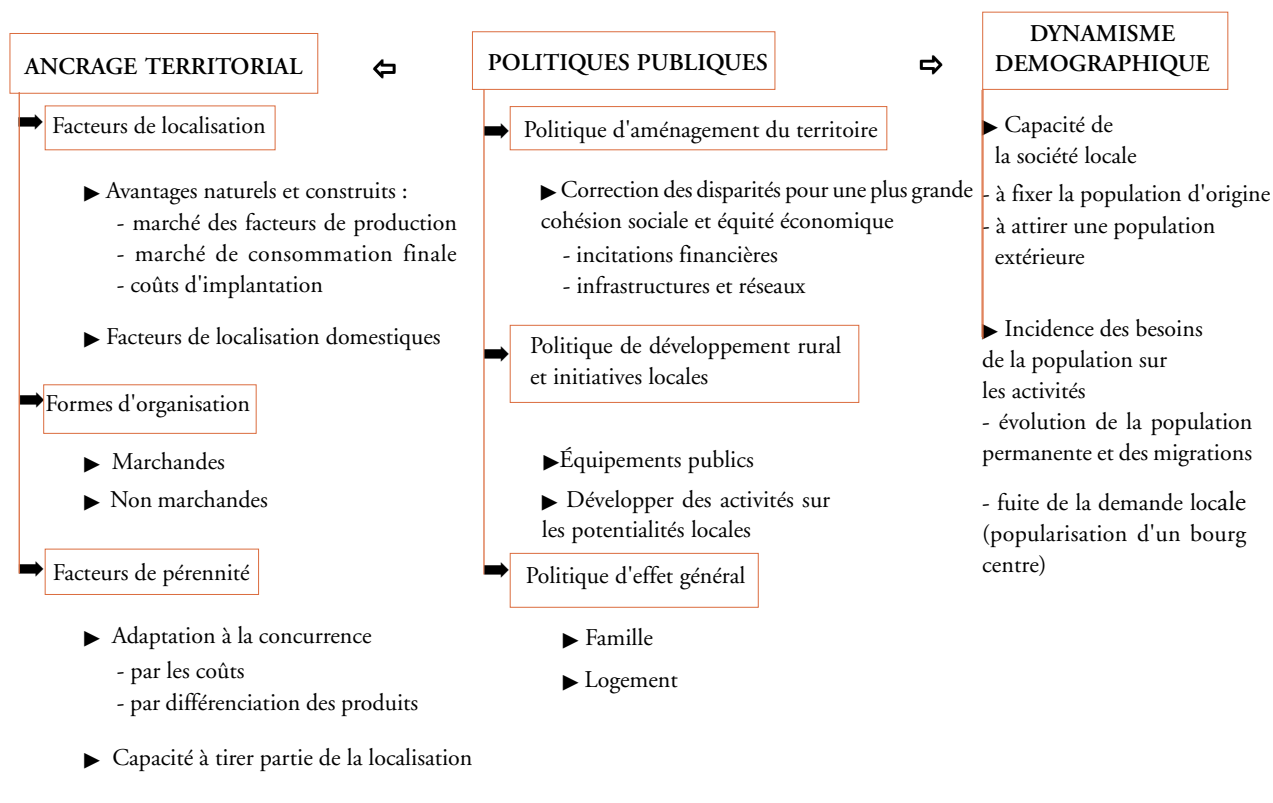 ANCRAGE TERRITORIAL
⇦
Facteurs de localisation
▶ Avantages naturels et construits :
- marché des facteurs de production
- marché de consommation finale
- coûts d'implantation
▶ Facteurs de localisation domestiques
Formes d'organisation
▶ Marchandes
▶ Non marchandes
Facteurs de pérennité
▶ Adaptation à la concurrence
- par les coûts
- par différenciation des produits
▶ Capacité à tirer partie de la localisation
POLITIQUES PUBLIQUES
⇨
Politique d'aménagement du territoire
▶ Correction des disparités pour une plus grande
cohésion sociale et équité économique
- incitations financières
- infrastructures et réseaux
Politique de développement rural
et initiatives locales
▶Équipements publics
▶ Développer des activités sur
les potentialités locales
Politique d'effet général
▶ Famille
▶ Logement
DYNAMISME
DEMOGRAPHIQUE
▶ Capacité de
la société locale
- à fixer la population d'origine
- à attirer une population
extérieure
▶ Incidence des besoins
de la population sur
les activités
- évolution de la population
permanente et des migrations
- fuite de la demande locale
(popularisation d'un bourg
centre)